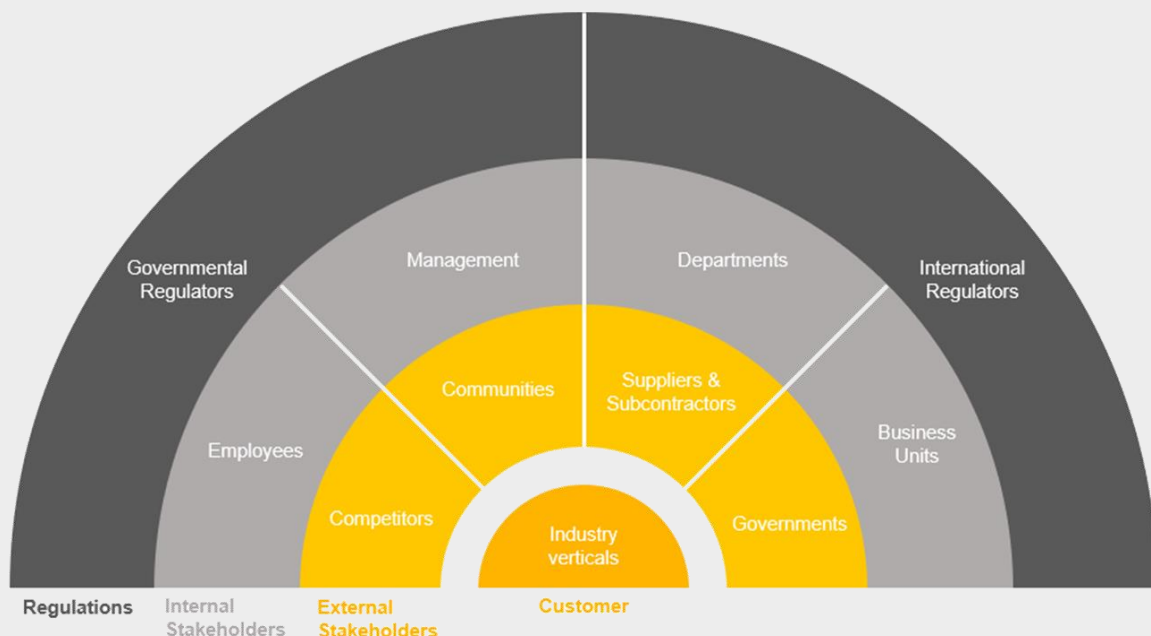 Governmental
Regulators
Management
Departments
International
Regulators
Communities
Suppliers &
Subcontractors
Employees
Business
Units
Competitors
Industry
verticals
Governments
Regulations
Internal
Stakeholders
External
Stakeholders
Customer